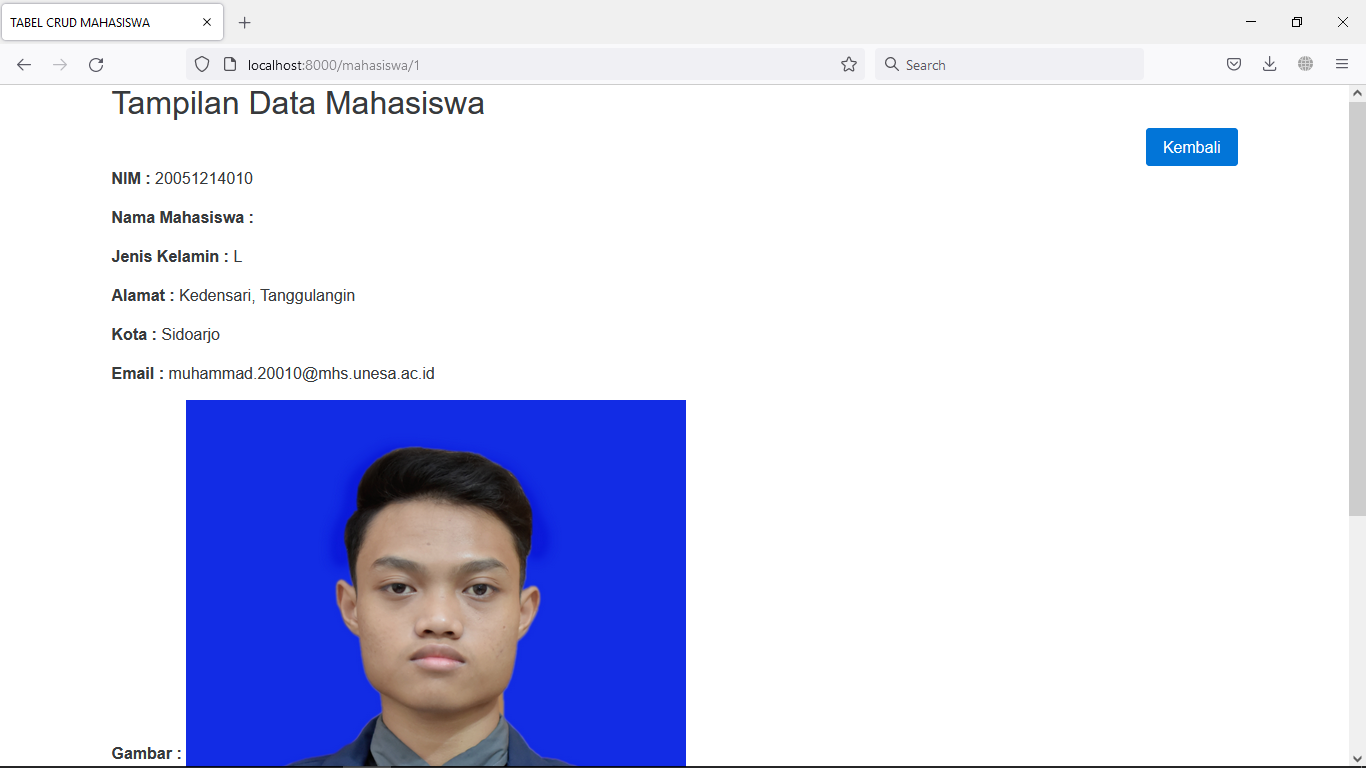 TABEL CRUD MAHASISWA
localhost:8000/mahasiswa/1
Search
Tampilan Data Mahasiswa
Kembali
NIM : 20051214010
Nama Mahasiswa :
Jenis Kelamin : L
Alamat : Kedensari, Tanggulangin
Kota : Sidoarjo
Email : muhammad.20010@mhs.unesa.ac.id
Gambar :